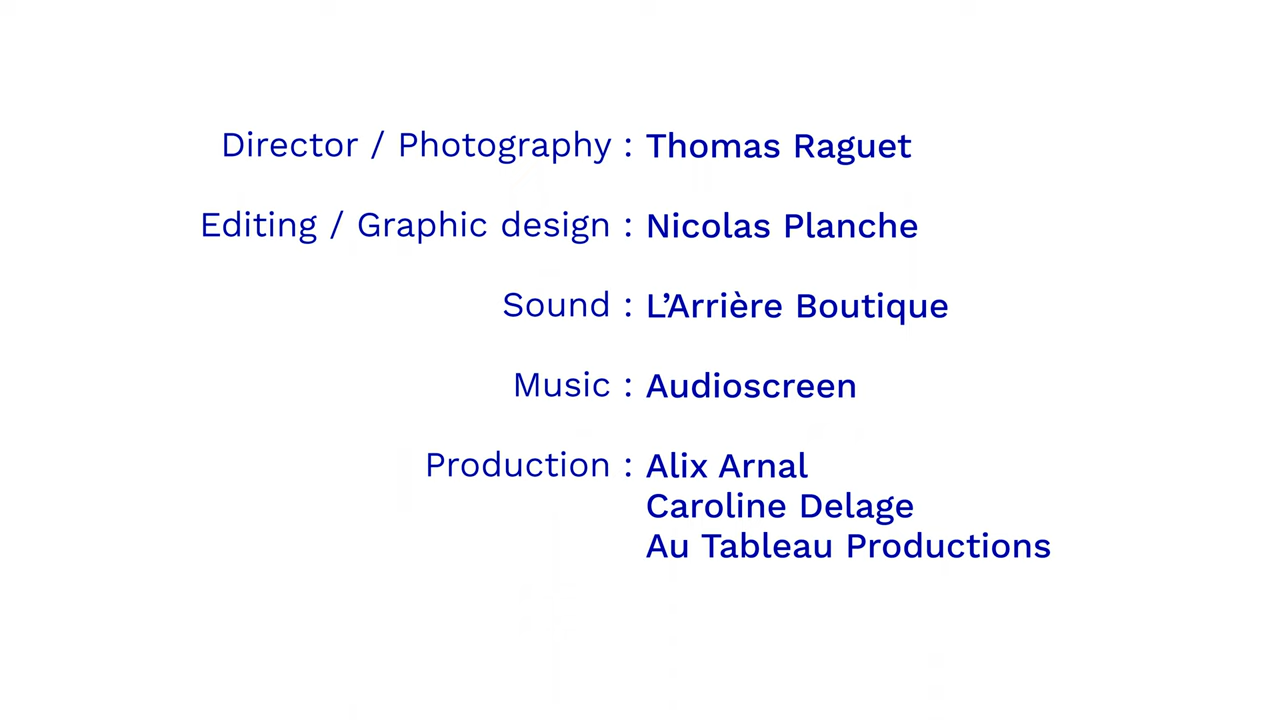 Director / Photography : Thomas Raguet
Editing / Graphic design : Nicolas Planche
Sound : L’Arrière Boutique
Music : Audioscreen
Production : Alix Arnal
Caroline Delage
Au Tableau Productions